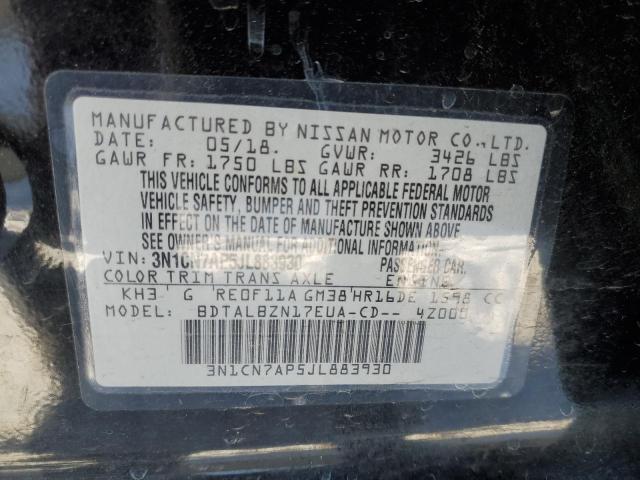 MANUFACTURED BY NISSAN MOTOR CO.,LTD.
DATE: 05/18. GVWR: 3426 LBS
GAWR FR: 1750 LBS GAWR RR: 1708 LBS
THIS VEHICLE CONFORMS TO ALL APPLICABLE FEDERAL MOTOR
VEHICLE SAFETY, BUMPER AND THEFT PREVENTION STANDARDS
IN EFFECT ON THE DATE OF MANUFACTURE SHOWN ABOVE.
SEE OWNER'S MANUAL FOR ADDITIONAL INFORMATION.
VIN: 3N1CN7AP5JL883930 PASSENGER CAR.
COLOR TRIM TRANS AXLE ENGINE
KH3 G RE0F11A GM38 HR16DE 1598 CC
MODEL: BDTALBZN17EUA-CD-- 4Z000
3N1CN7AP5JL883930